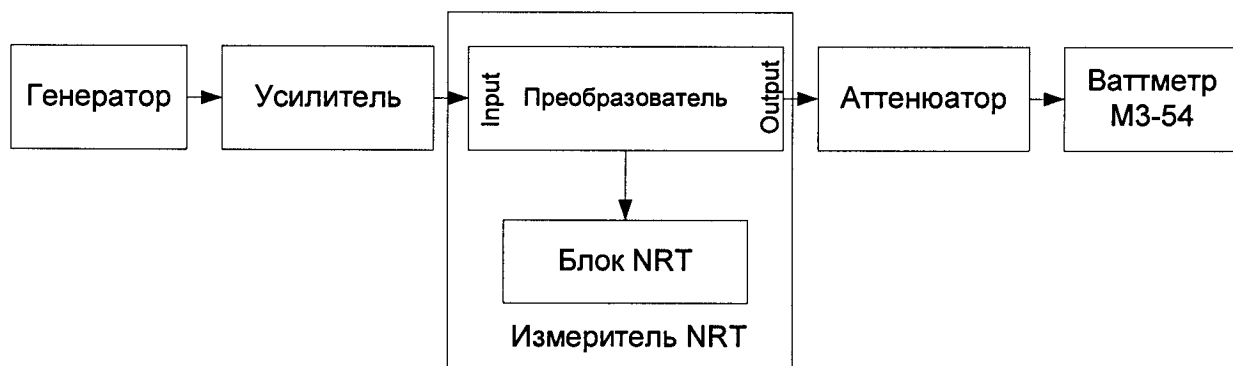 Генератор
Усилитель
Input
Преобразователь
Output
Аттенюатор
Ваттметр
М3-54
Блок NRT
Измеритель NRT